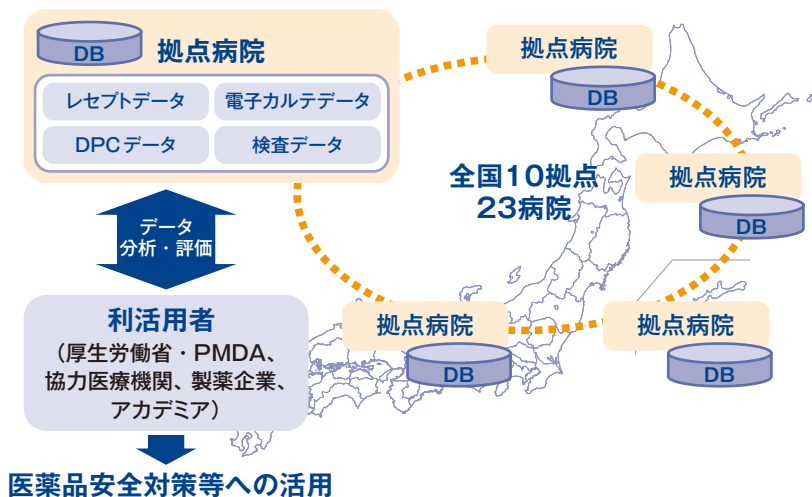 DB
拠点病院
レセプトデータ
電子カルテデータ
DPCデータ
検査データ
拠点病院
DB
全国10拠点
23病院
拠点病院
DB
データ
分析・評価
利活用者
(厚生労働省・PMDA、
協力医療機関、製薬企業、
アカデミア)
拠点病院
DB
拠点病院
DB
医薬品安全対策等への活用